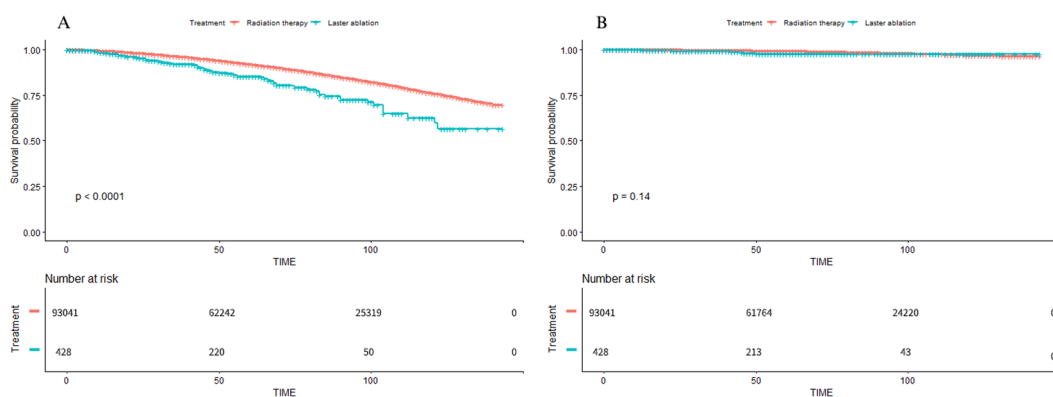 A
Treatment Radiation therapy Laster ablation
1.00
0.75
0.50
0.25
0.00
Survival probability
p < 0.0001
0 50 100
TIME
Number at risk
Treatment
93041 62242 25319 0
428 220 50 0
0 50 100
TIME
B
Treatment Radiation therapy Laster ablation
1.00
0.75
0.50
0.25
0.00
Survival probability
p = 0.14
0 50 100
TIME
Number at risk
Treatment
93041 61764 24220 0
428 213 43 0
0 50 100
TIME